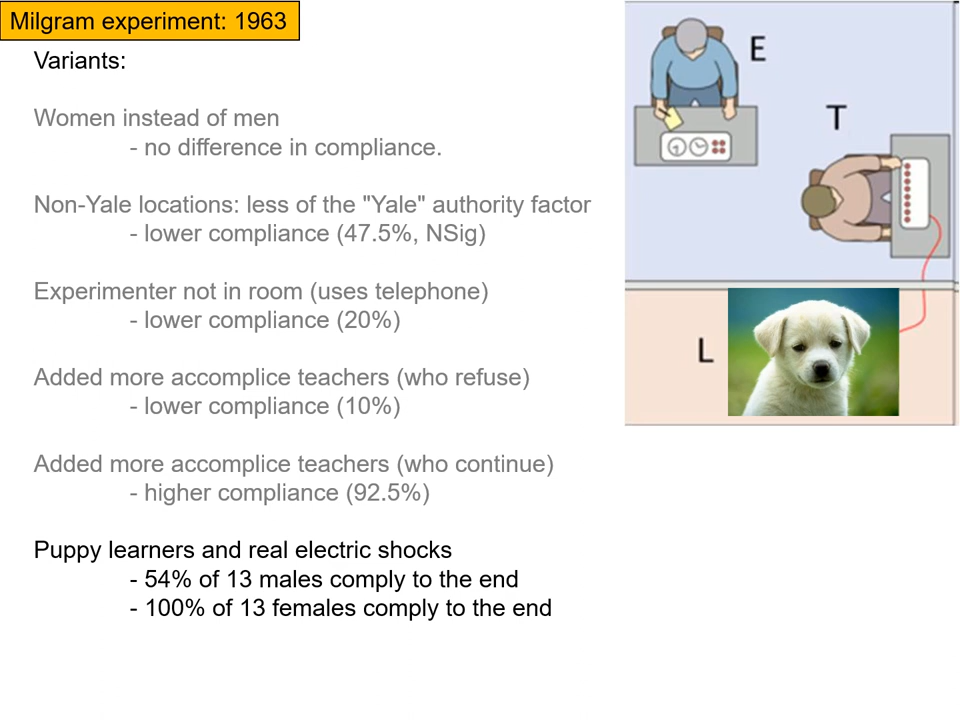 Milgram experiment: 1963
Variants:
Women instead of men
- no difference in compliance.
Non-Yale locations: less of the "Yale" authority factor
- lower compliance (47.5%, NSig)
Experimenter not in room (uses telephone)
- lower compliance (20%)
Added more accomplice teachers (who refuse)
- lower compliance (10%)
Added more accomplice teachers (who continue)
- higher compliance (92.5%)
Puppy learners and real electric shocks
- 54% of 13 males comply to the end
- 100% of 13 females comply to the end
E
T
L